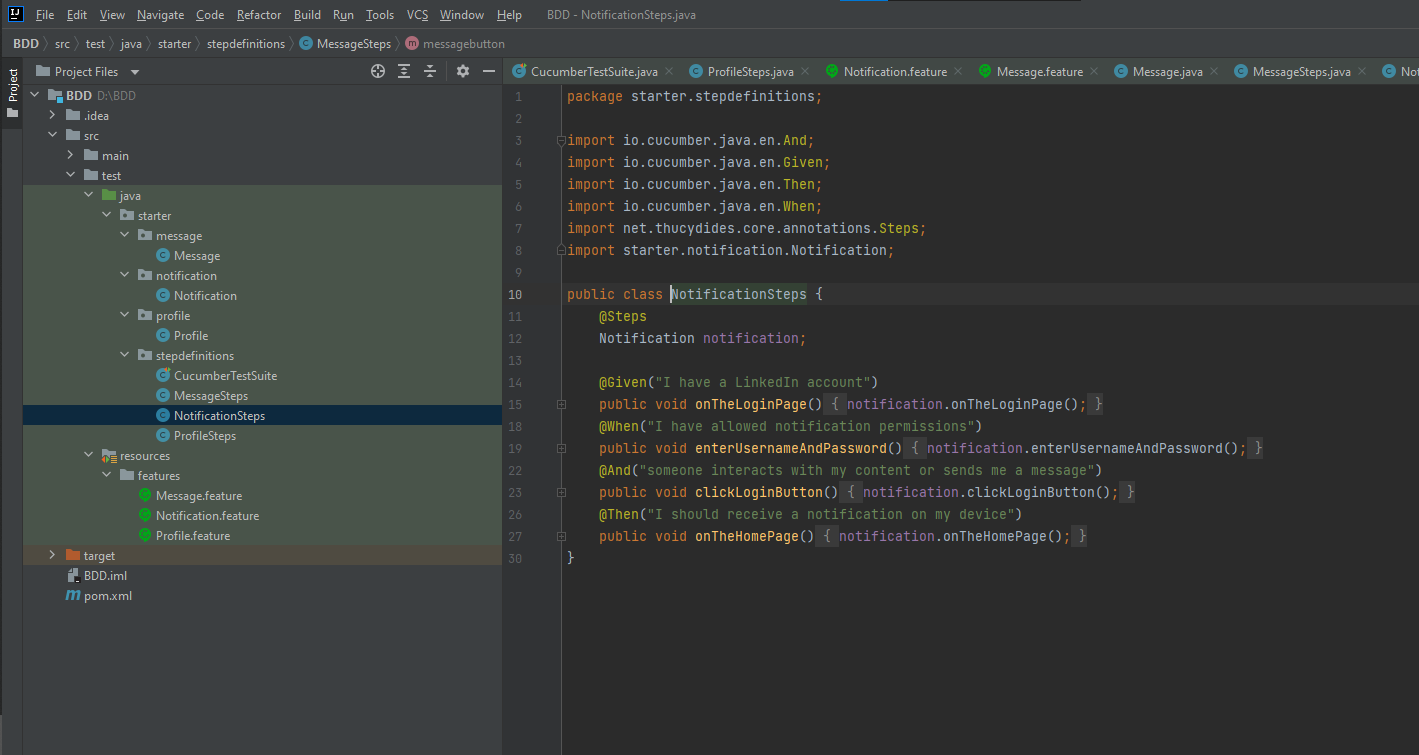 IJ File Edit View Navigate Code Refactor Build Run Tools VCS Window Help BDD - NotificationSteps.java
BDD src test java starter stepdefinitions MessageSteps messagebutton
Project
Project Files
BDD D:\BDD
.idea
src
main
test
java
starter
message
Message
notification
Notification
profile
Profile
stepdefinitions
CucumberTestSuite
MessageSteps
NotificationSteps
ProfileSteps
resources
features
Message.feature
Notification.feature
Profile.feature
target
BDD.iml
pom.xml
CucumberTestSuite.java ProfileSteps.java Notification.feature Message.feature Message.java MessageSteps.java Not
1 package starter.stepdefinitions;
2
3 import io.cucumber.java.en.And;
4 import io.cucumber.java.en.Given;
5 import io.cucumber.java.en.Then;
6 import io.cucumber.java.en.When;
7 import net.thucydides.core.annotations.Steps;
8 import starter.notification.Notification;
9
10 public class NotificationSteps {
11 @Steps
12 Notification notification;
13
14 @Given("I have a LinkedIn account")
15 public void onTheLoginPage() { notification.onTheLoginPage(); }
18 @When("I have allowed notification permissions")
19 public void enterUsernameAndPassword() { notification.enterUsernameAndPassword(); }
22 @And("someone interacts with my content or sends me a message")
23 public void clickLoginButton() { notification.clickLoginButton(); }
26 @Then("I should receive a notification on my device")
27 public void onTheHomePage() { notification.onTheHomePage(); }
30 }